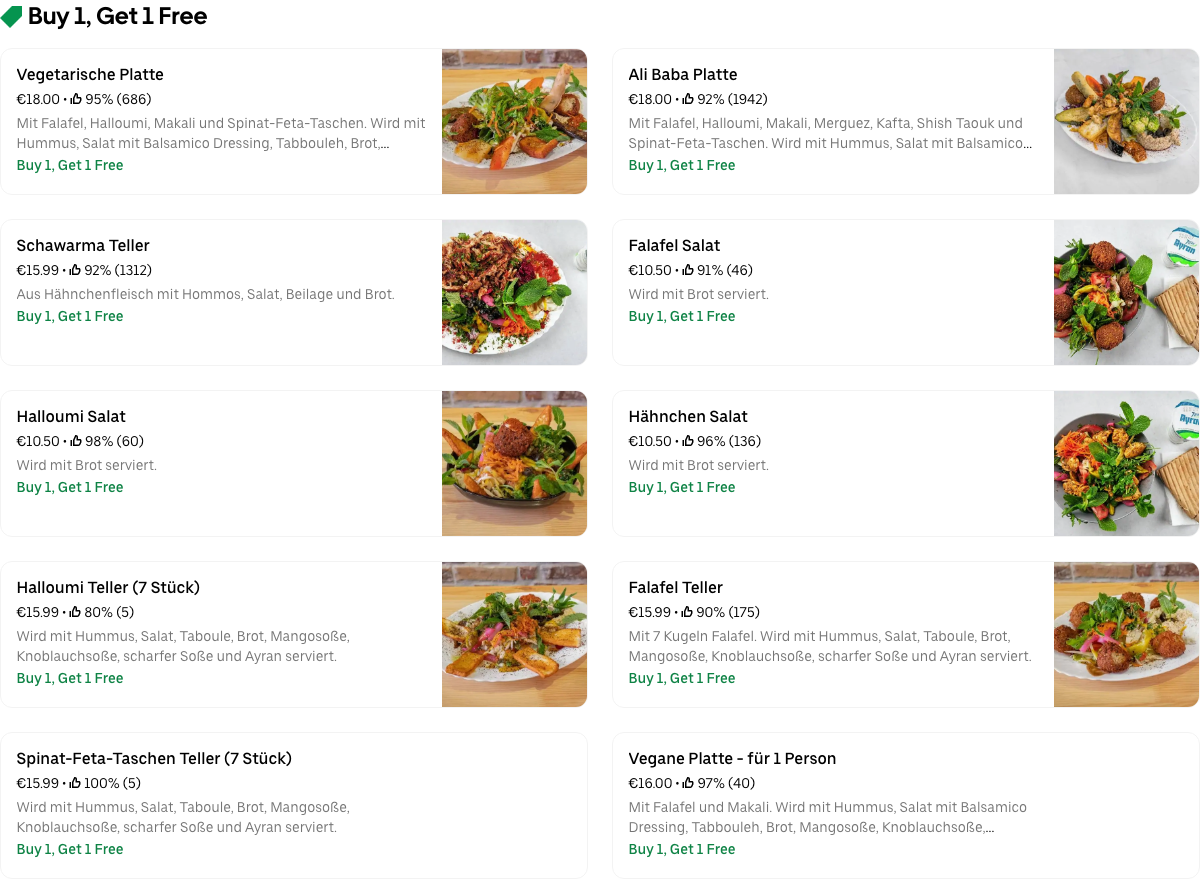 Buy 1, Get 1 Free
Vegetarische Platte
€18.00 • 95% (686)
Mit Falafel, Halloumi, Makali und Spinat-Feta-Taschen. Wird mit
Hummus, Salat mit Balsamico Dressing, Tabbouleh, Brot,...
Buy 1, Get 1 Free
Ali Baba Platte
€18.00 • 92% (1942)
Mit Falafel, Halloumi, Makali, Merguez, Kafta, Shish Taouk und
Spinat-Feta-Taschen. Wird mit Hummus, Salat mit Balsamico...
Buy 1, Get 1 Free
Schawarma Teller
€15.99 • 92% (1312)
Aus Hähnchenfleisch mit Hommos, Salat, Beilage und Brot.
Buy 1, Get 1 Free
Falafel Salat
€10.50 • 91% (46)
Wird mit Brot serviert.
Buy 1, Get 1 Free
Ayran
Halloumi Salat
€10.50 • 98% (60)
Wird mit Brot serviert.
Buy 1, Get 1 Free
Hähnchen Salat
€10.50 • 96% (136)
Wird mit Brot serviert.
Buy 1, Get 1 Free
Ayran
Halloumi Teller (7 Stück)
€15.99 • 80% (5)
Wird mit Hummus, Salat, Taboule, Brot, Mangosoße,
Knoblauchsoße, scharfer Soße und Ayran serviert.
Buy 1, Get 1 Free
Falafel Teller
€15.99 • 90% (175)
Mit 7 Kugeln Falafel. Wird mit Hummus, Salat, Taboule, Brot,
Mangosoße, Knoblauchsoße, scharfer Soße und Ayran serviert.
Buy 1, Get 1 Free
Spinat-Feta-Taschen Teller (7 Stück)
€15.99 • 100% (5)
Wird mit Hummus, Salat, Taboule, Brot, Mangosoße,
Knoblauchsoße, scharfer Soße und Ayran serviert.
Buy 1, Get 1 Free
Vegane Platte - für 1 Person
€16.00 • 97% (40)
Mit Falafel und Makali. Wird mit Hummus, Salat mit Balsamico
Dressing, Tabbouleh, Brot, Mangosoße, Knoblauchsoße,...
Buy 1, Get 1 Free